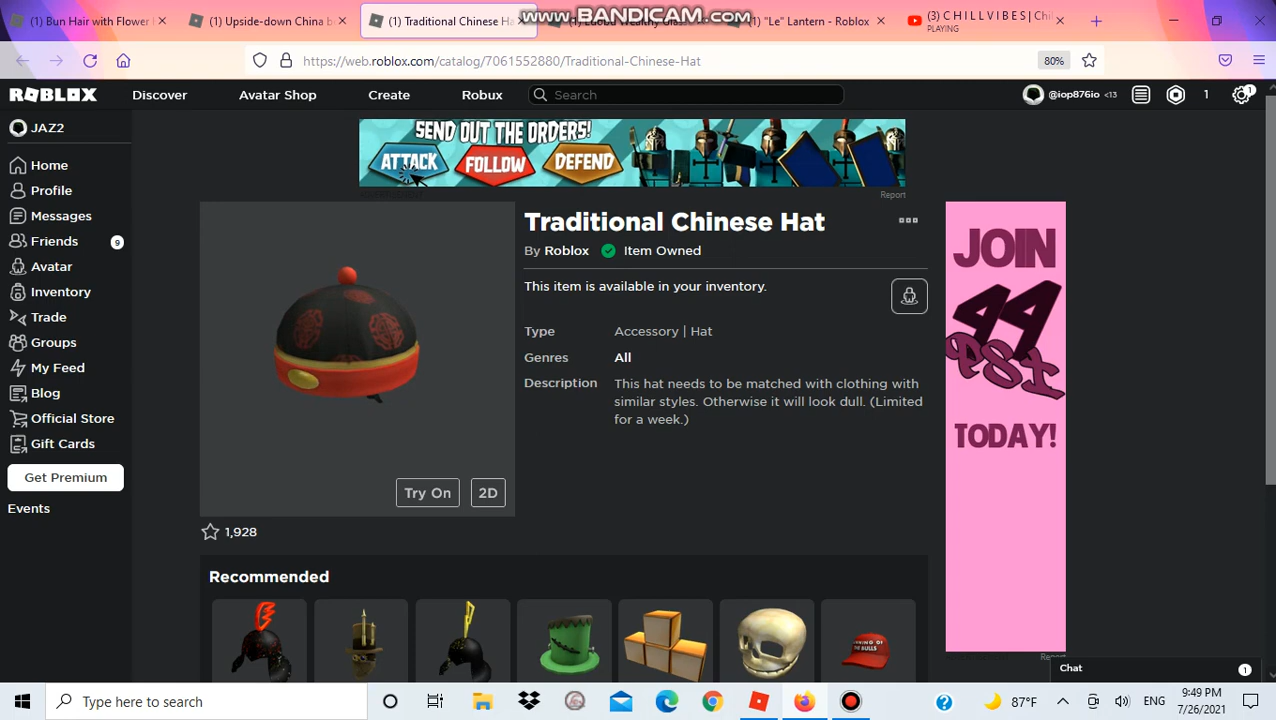 (1) Bun Hair with Flower
(1) Upside-down China b
(1) Traditional Chinese Ha
(1) "Le" Lantern - Roblox
(3) C H I L L V I B E S | Chi
PLAYING
www.BANDICAM.com
https://web.roblox.com/catalog/7061552880/Traditional-Chinese-Hat
80%
ROBLOX
Discover
Avatar Shop
Create
Robux
Search
@iop876io <13
1
1
JAZ2
Home
Profile
Messages
Friends
9
Avatar
Inventory
Trade
Groups
My Feed
Blog
Official Store
Gift Cards
Get Premium
Events
SEND OUT THE ORDERS!
ATTACK
FOLLOW
DEFEND
Report
Traditional Chinese Hat
By Roblox Item Owned
This item is available in your inventory.
Type Accessory | Hat
Genres All
Description This hat needs to be matched with clothing with
similar styles. Otherwise it will look dull. (Limited
for a week.)
Try On
2D
1,928
JOIN
44
PSI
TODAY!
Report
Recommended
Chat
1
Type here to search
87°F
ENG
9:49 PM
7/26/2021